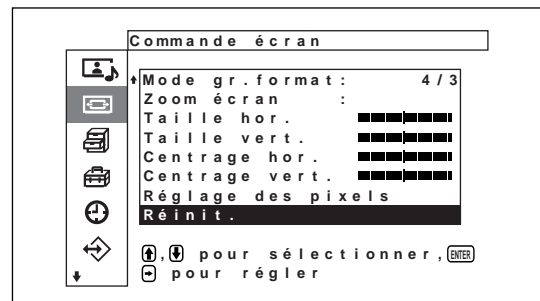 Commande écran
Mode gr.format: 4/3
Zoom écran :
Taille hor.
Taille vert.
Centrage hor.
Centrage vert.
Réglage des pixels
Réinit.
, pour sélectionner, ENTER
pour régler